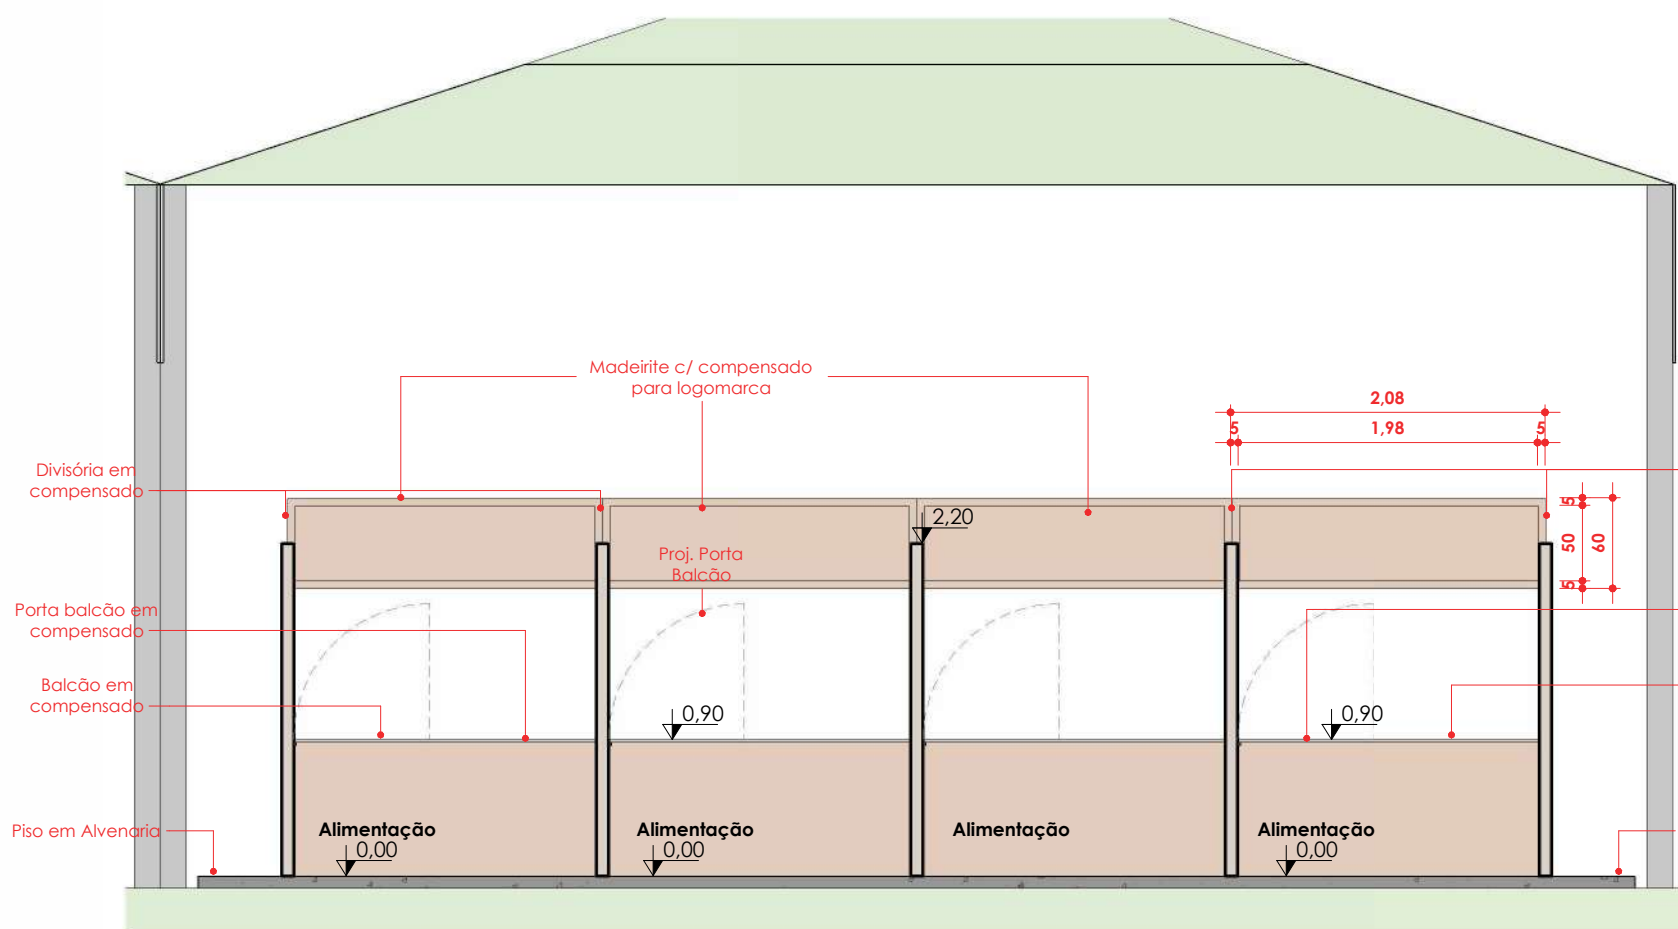 Madeirite c/ compensado
para logomarca
2,08
5
1,98
5
Divisória em
compensado
2,20
5
50
60
5
Proj. Porta
Balcão
Porta balcão em
compensado
Balcão em
compensado
0,90
0,90
Piso em Alvenaria
Alimentação
Alimentação
Alimentação
Alimentação
0,00
0,00
0,00